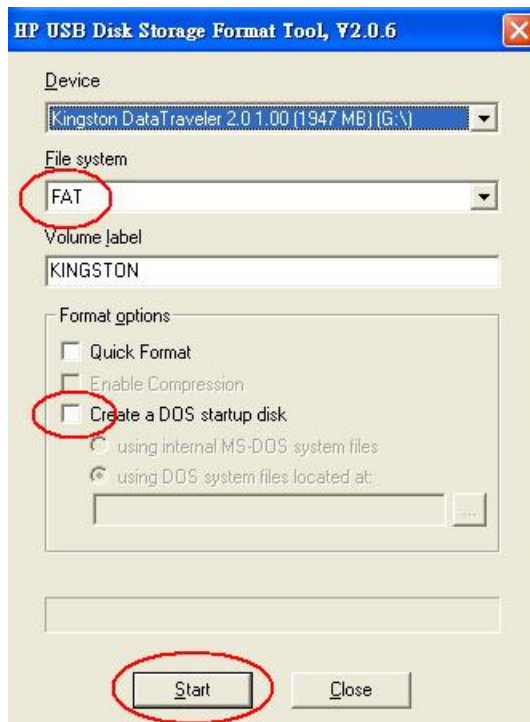 HP USB Disk Storage Format Tool, V2.0.6
Device
Kingston DataTraveler 2.0 1.00 (1947 MB) (G:\)
File system
FAT
Volume label
KINGSTON
Format options
Quick Format
Enable Compression
Create a DOS startup disk
using internal MS-DOS system files
using DOS system files located at:
...
Start
Close